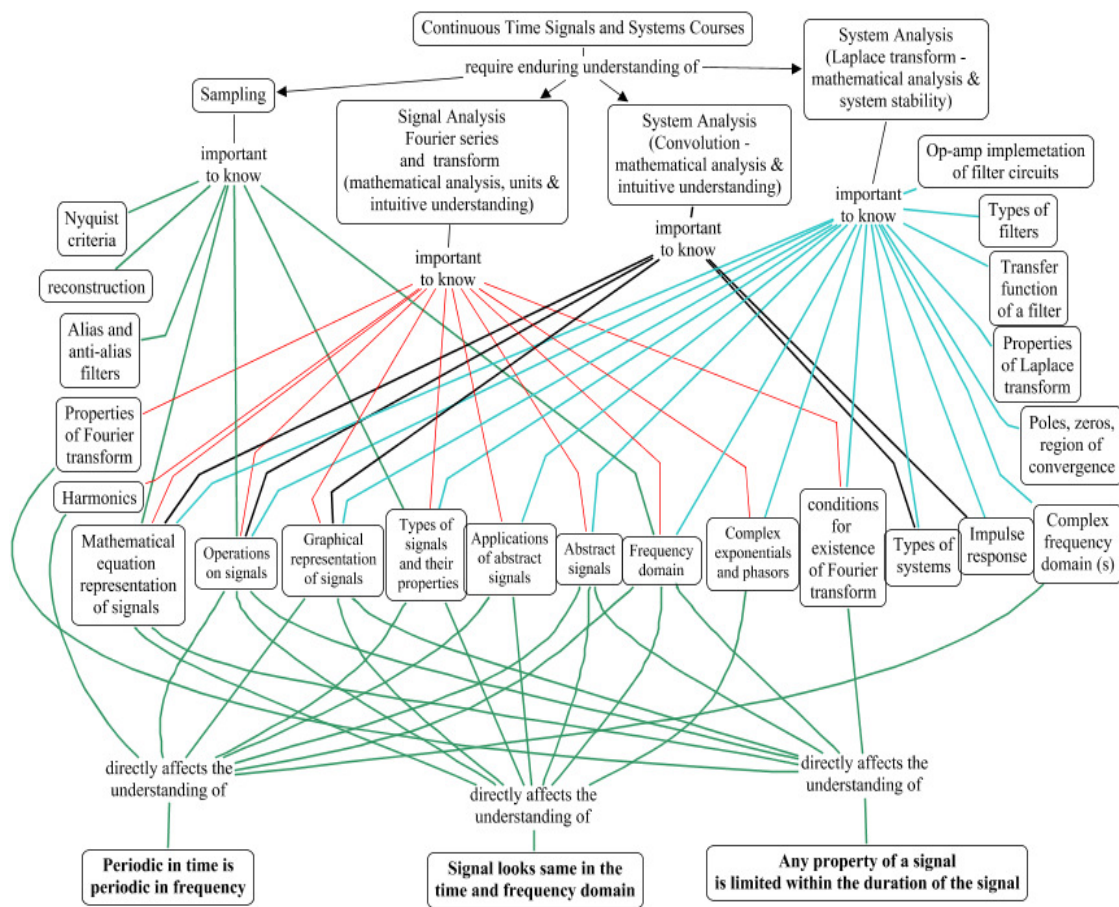 Continuous Time Signals and Systems Courses
require enduring understanding of
System Analysis
(Laplace transform -
mathematical analysis &
system stability)
Sampling
Signal Analysis
Fourier series
and transform
(mathematical analysis, units &
intuitive understanding)
System Analysis
(Convolution -
mathematical analysis &
intuitive understanding)
important
to know
important
to know
important
to know
important
to know
Op-amp implemetation
of filter circuits
Types of
filters
Transfer
function
of a filter
Properties
of Laplace
transform
Poles, zeros,
region of
convergence
Nyquist
criteria
reconstruction
Alias and
anti-alias
filters
Properties
of Fourier
transform
Harmonics
Mathematical
equation
representation
of signals
Operations
on signals
Graphical
representation
of signals
Types of
signals
and their
properties
Applications
of abstract
signals
Abstract
signals
Frequency
domain
Complex
exponentials
and phasors
conditions
for
existence
of Fourier
transform
Types of
systems
Impulse
response
Complex
frequency
domain (s)
directly affects the
understanding of
directly affects the
understanding of
directly affects the
understanding of
Periodic in time is
periodic in frequency
Signal looks same in the
time and frequency domain
Any property of a signal
is limited within the duration of the signal